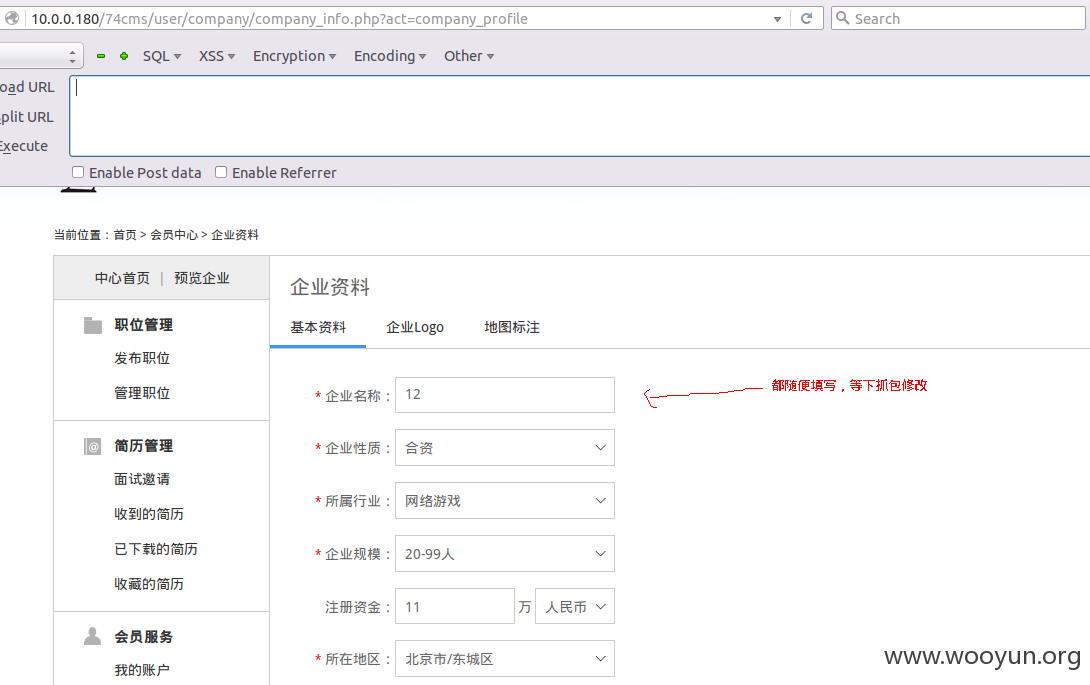 10.0.0.180/74cms/user/company/company_info.php?act=company_profile
Search
SQL XSS Encryption Encoding Other
oad URL
plit URL
Execute
Enable Post data Enable Referrer
当前位置：首页 > 会员中心 > 企业资料
中心首页 | 预览企业
职位管理
发布职位
管理职位
简历管理
面试邀请
收到的简历
已下载的简历
收藏的简历
会员服务
我的账户
企业资料
基本资料 企业Logo 地图标注
* 企业名称： 12
都随便填写，等下抓包修改
* 企业性质： 合资
* 所属行业： 网络游戏
* 企业规模： 20-99人
注册资金： 11 万 人民币
* 所在地区： 北京市/东城区
www.wooyun.org